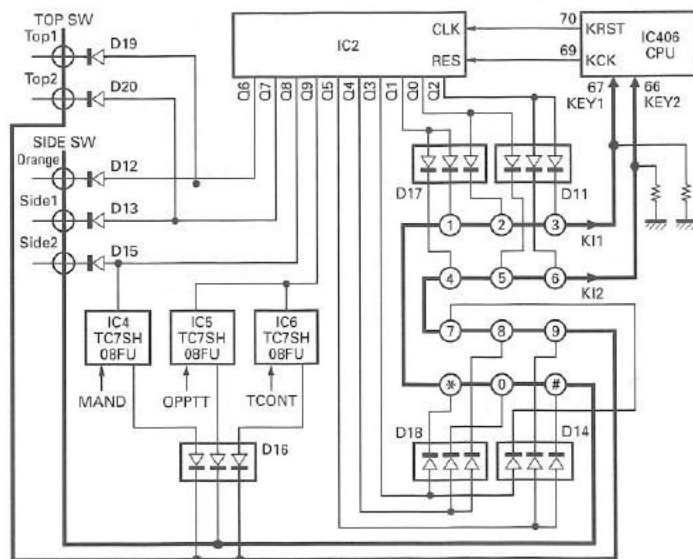 TOP SW
Top1
D19
Top2
D20
SIDE SW
Orange
D12
Side1
D13
Side2
D15
IC2
CLK
RES
70
69
KRST
KCK
IC406
CPU
67
KEY1
66
KEY2
Q6
Q7
Q8
Q9
Q5
Q4
Q3
Q1
Q0
Q2
D17
D11
1
2
3
KI1
4
5
6
KI2
7
8
9
*
0
#
D18
D14
IC4
TC7SH
08FU
IC5
TC7SH
08FU
IC6
TC7SH
08FU
MAND
OPPTT
TCONT
D16